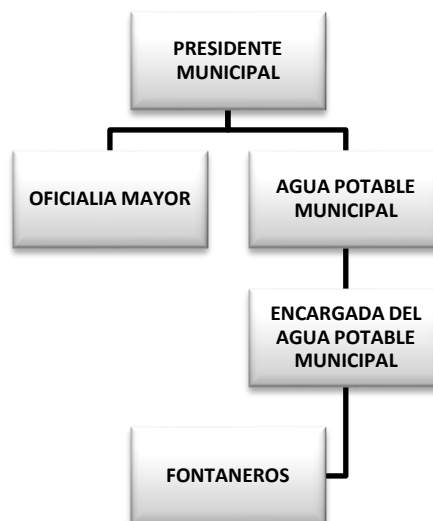 PRESIDENTE
MUNICIPAL
OFICIALIA MAYOR
AGUA POTABLE
MUNICIPAL
ENCARGADA DEL
AGUA POTABLE
MUNICIPAL
FONTANEROS